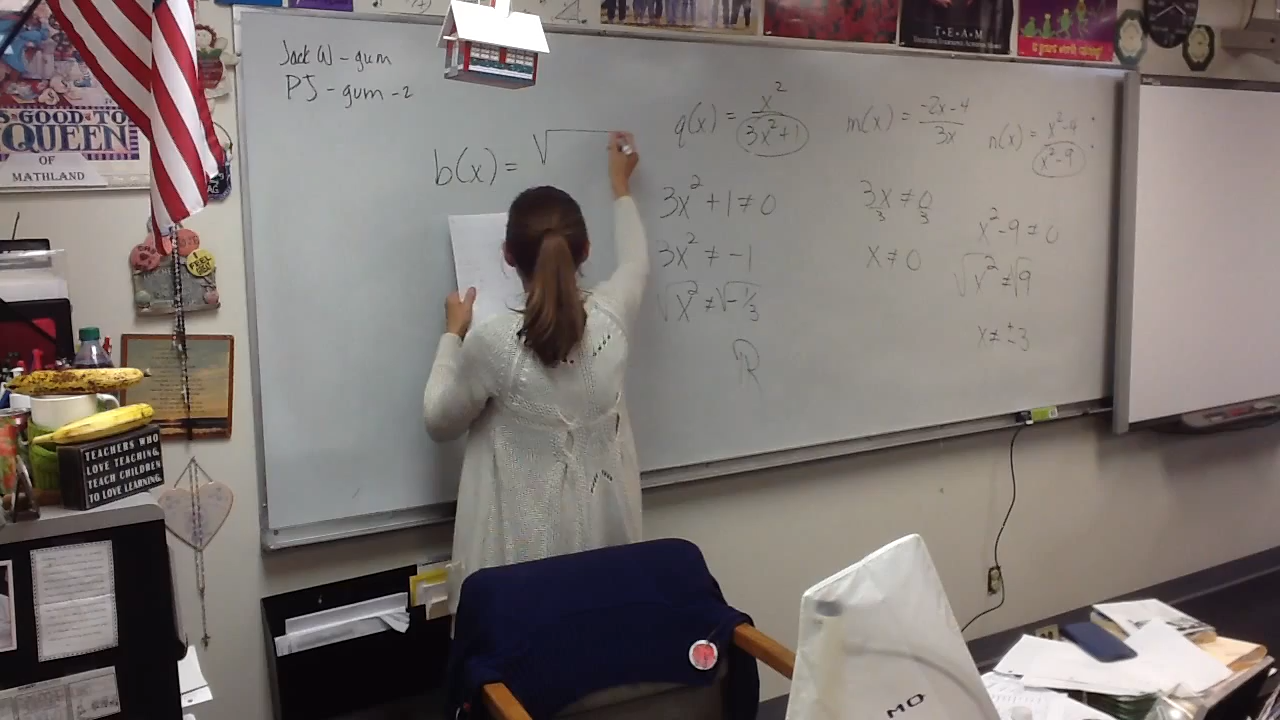 Jack W - gum
PJ - gum - 2
b(x) = √
q(x) = x² / 3x²+1
3x² + 1 ≠ 0
3x² ≠ -1
√x² ≠ √-1/3
ℝ
m(x) = -2x-4 / 3x
3x ≠ 0
3 3
x ≠ 0
n(x) = x²-4 / x²-9
x²-9 ≠ 0
√x² ≠ √9
x ≠ ±3
T•E•A•M
'S GOOD TO
QUEEN
OF
MATHLAND
I FEEL
TEACHERS WHO
LOVE TEACHING,
TEACH CHILDREN
TO LOVE LEARNING.
MO